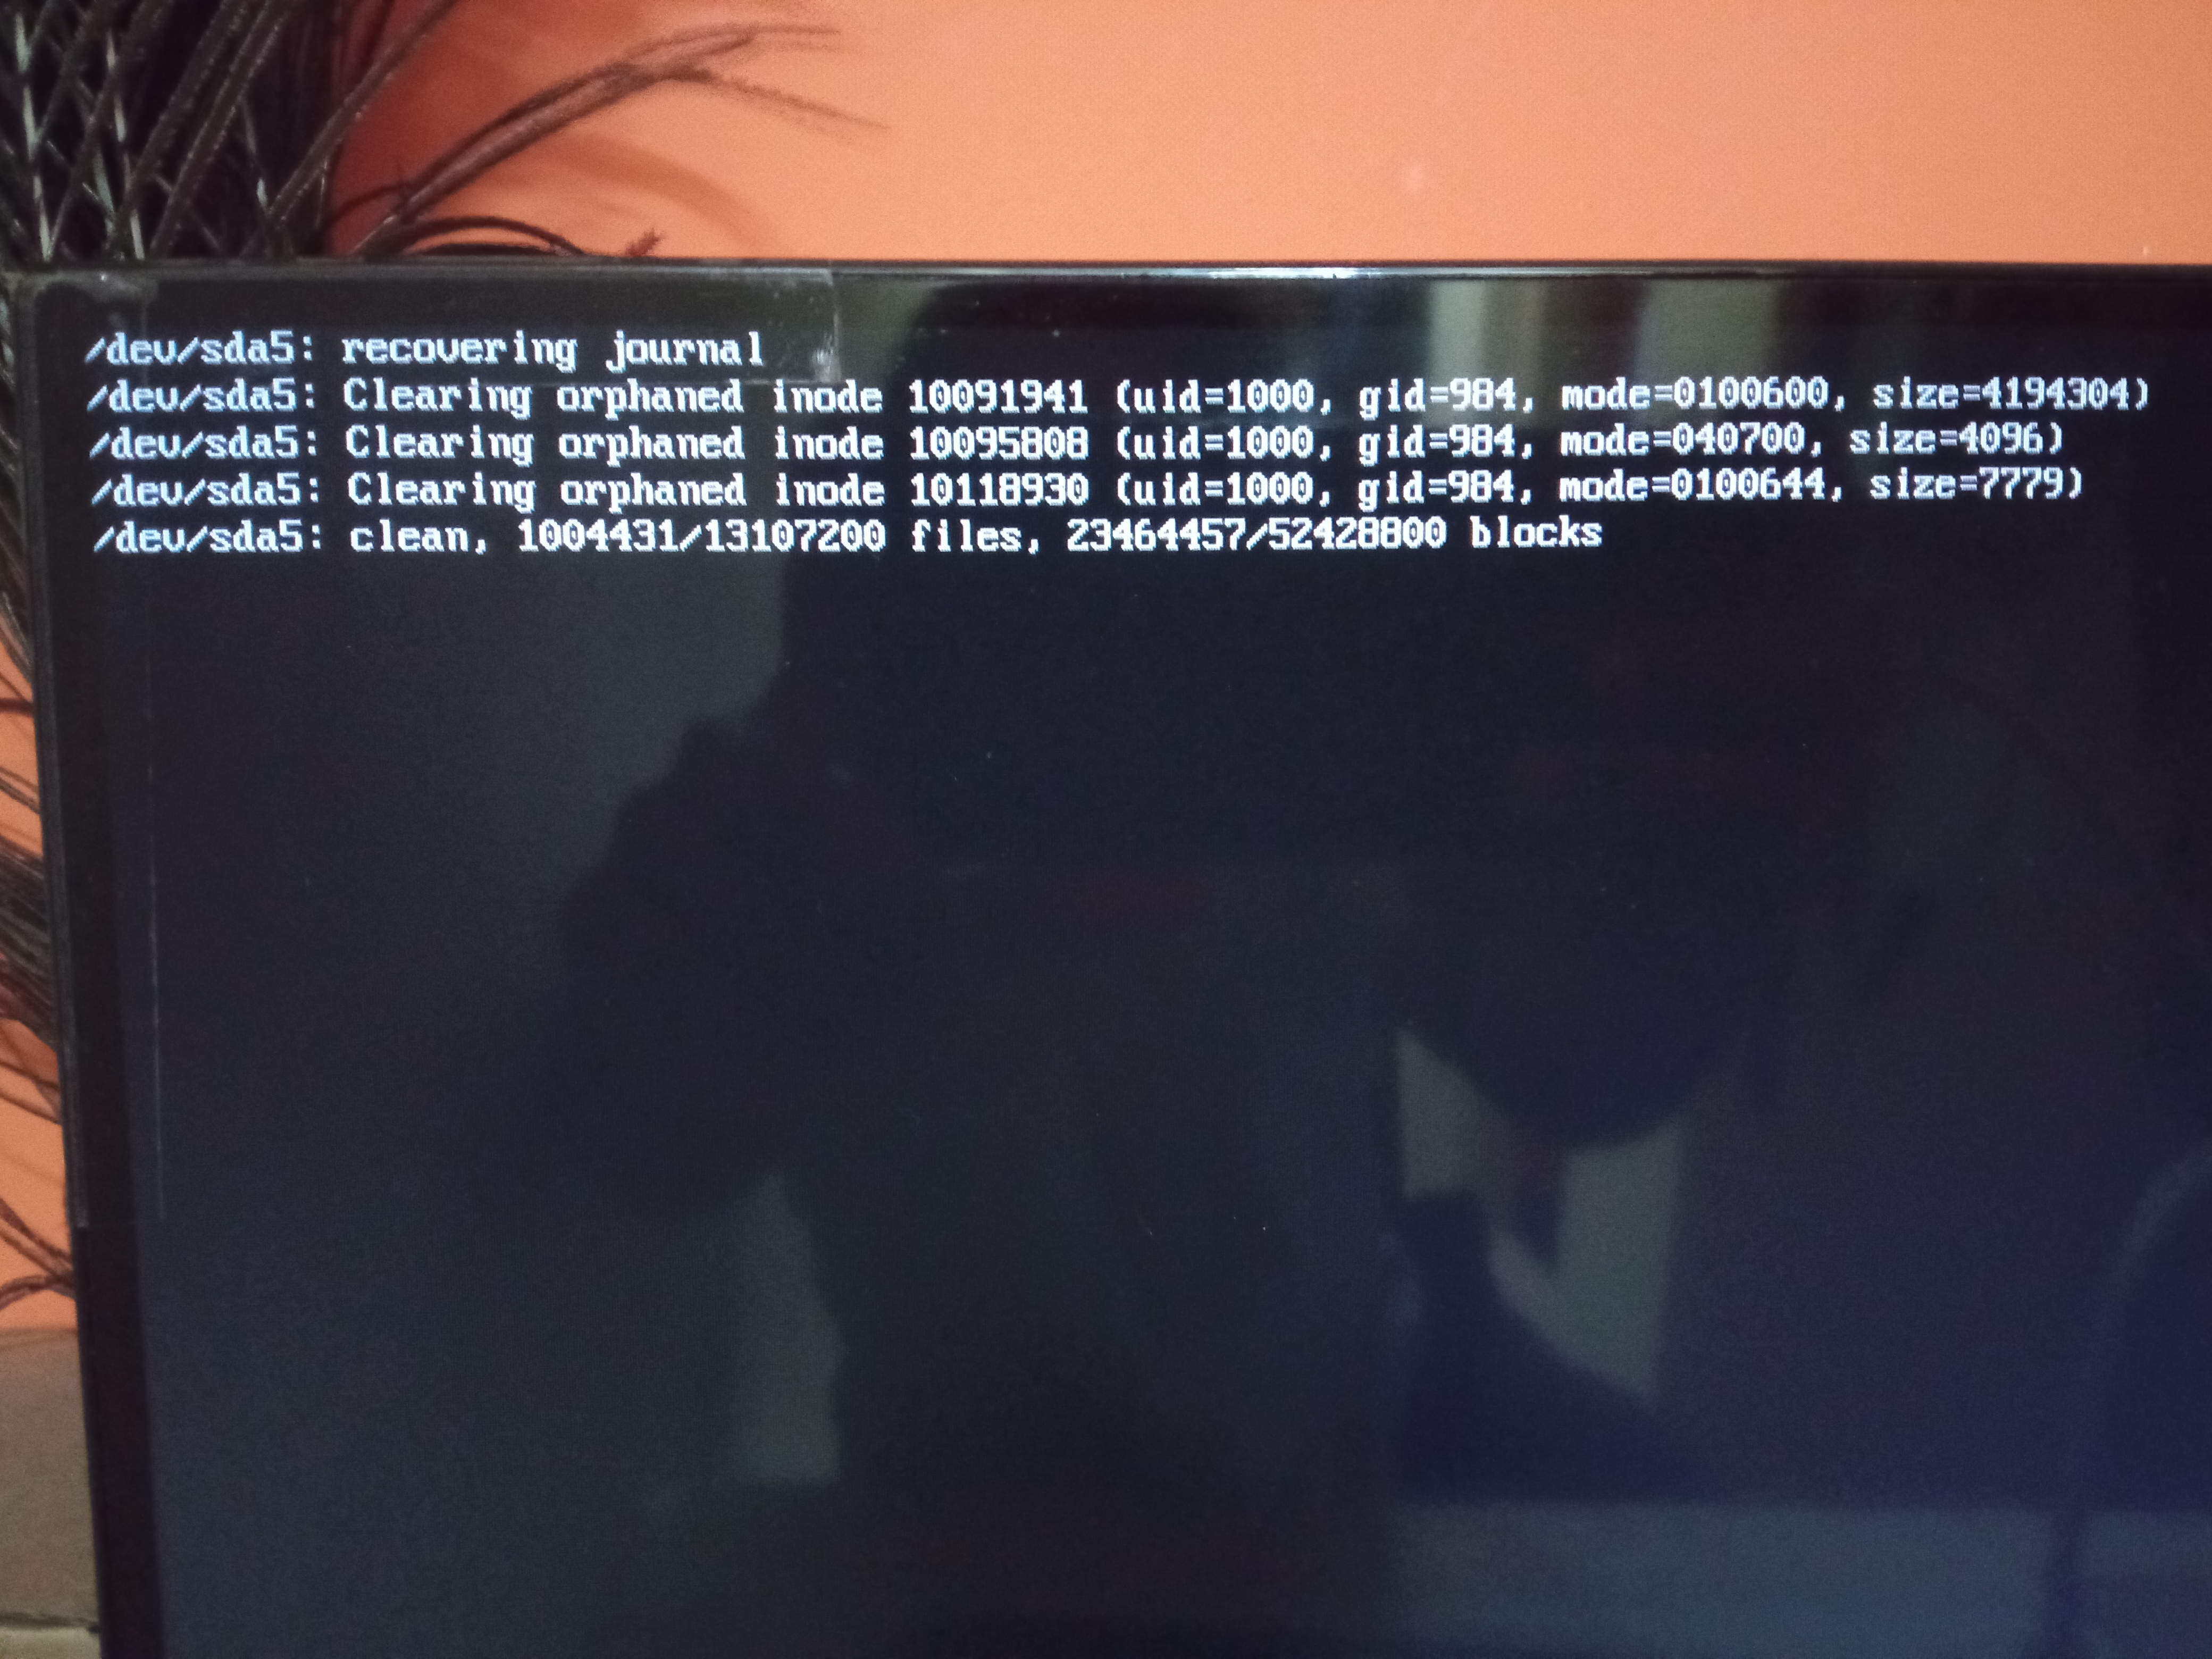 /dev/sda5: recovering journal
/dev/sda5: Clearing orphaned inode 10091941 (uid=1000, gid=984, mode=0100600, size=4194304)
/dev/sda5: Clearing orphaned inode 10095808 (uid=1000, gid=984, mode=040700, size=4096)
/dev/sda5: Clearing orphaned inode 10118930 (uid=1000, gid=984, mode=0100644, size=7779)
/dev/sda5: clean, 1004431/13107200 files, 23464457/52428800 blocks